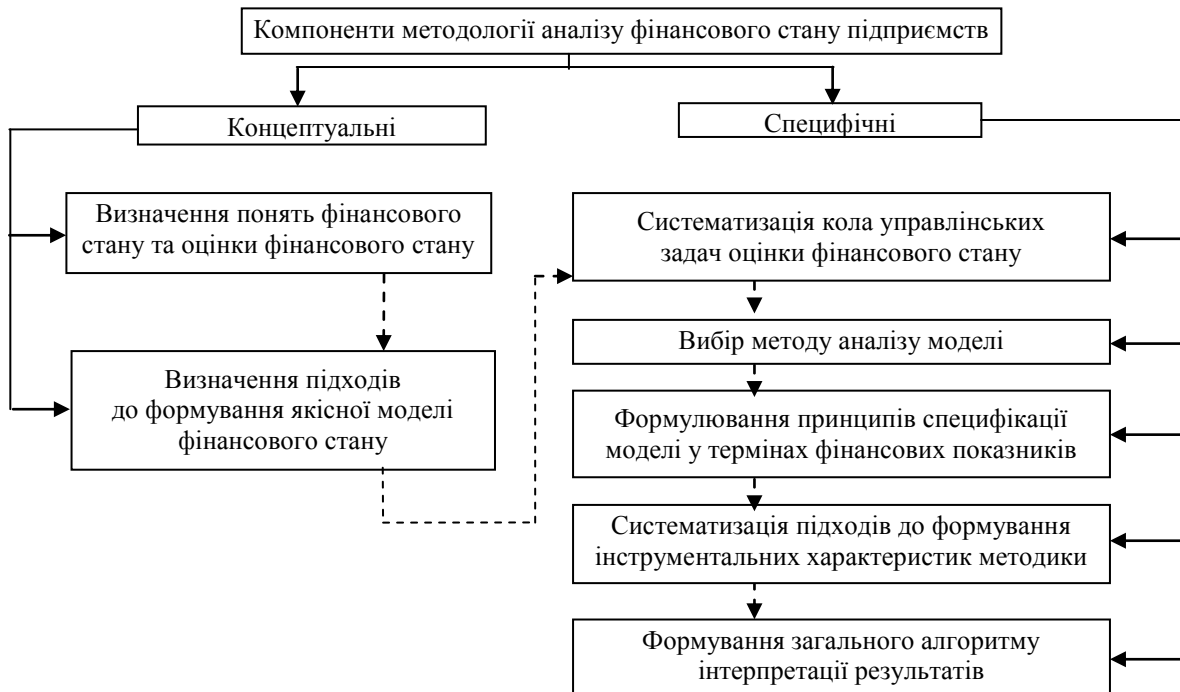 Компоненти методології аналізу фінансового стану підприємств
Концептуальні
Специфічні
Визначення понять фінансового
стану та оцінки фінансового стану
Визначення підходів
до формування якісної моделі
фінансового стану
Систематизація кола управлінських
задач оцінки фінансового стану
Вибір методу аналізу моделі
Формулювання принципів специфікації
моделі у термінах фінансових показників
Систематизація підходів до формування
інструментальних характеристик методики
Формування загального алгоритму
інтерпретації результатів